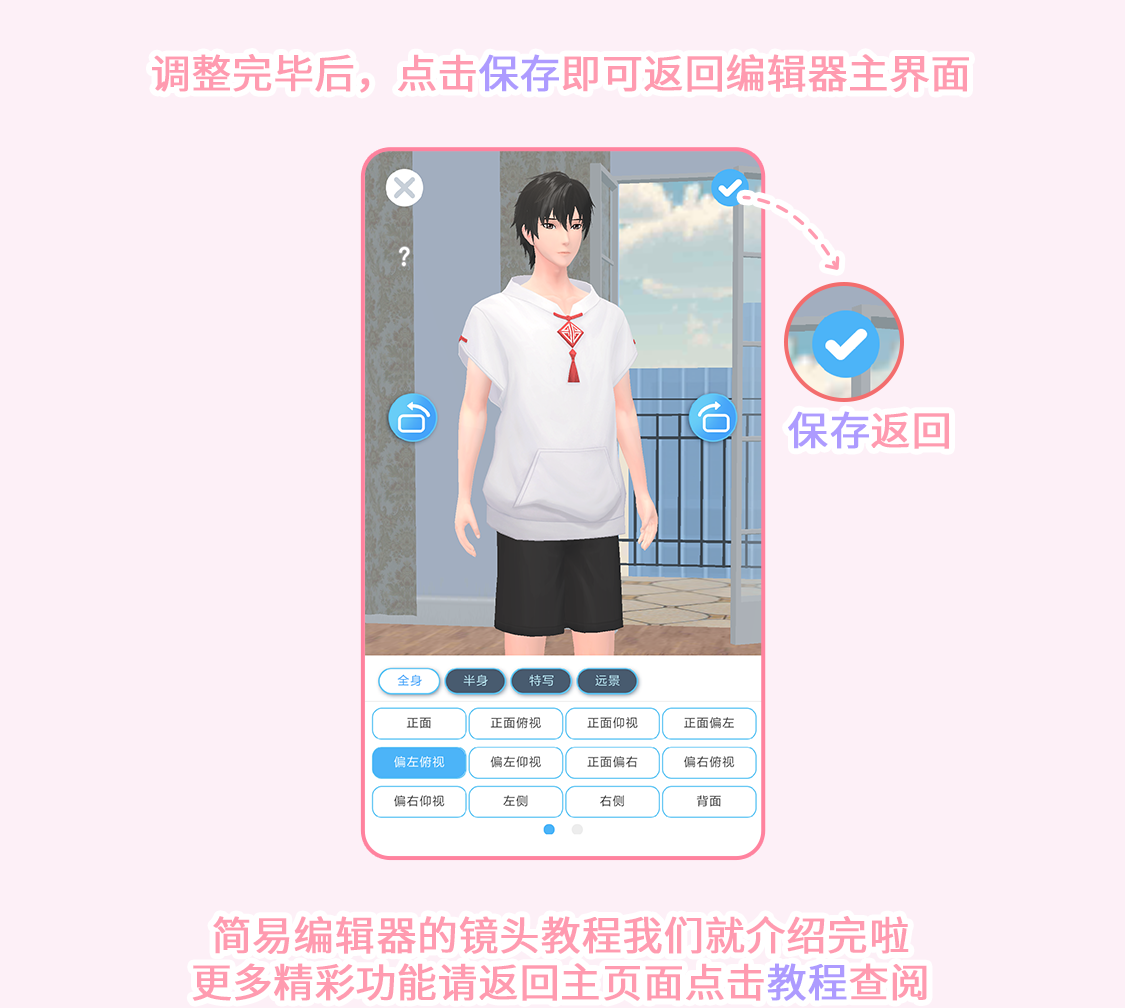 调整完毕后，点击保存即可返回编辑器主界面
?
保存返回
全身 半身 特写 远景
正面 正面俯视 正面仰视 正面偏左
偏左俯视 偏左仰视 正面偏右 偏右俯视
偏右仰视 左侧 右侧 背面
简易编辑器的镜头教程我们就介绍完啦
更多精彩功能请返回主页面点击教程查阅